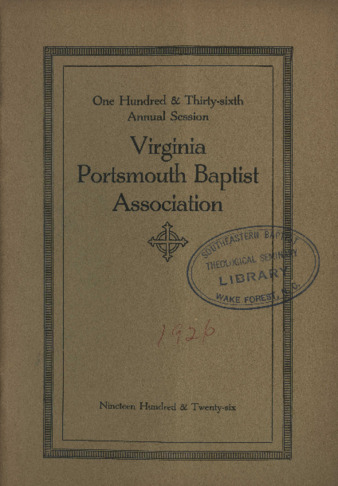 One Hundred & Thirty-sixth
Annual Session
Virginia
Portsmouth Baptist
Association
SOUTHEASTERN BAPTIST
THEOLOGICAL SEMINARY
LIBRARY
WAKE FOREST, N. C.
1926
Nineteen Hundred & Twenty-six